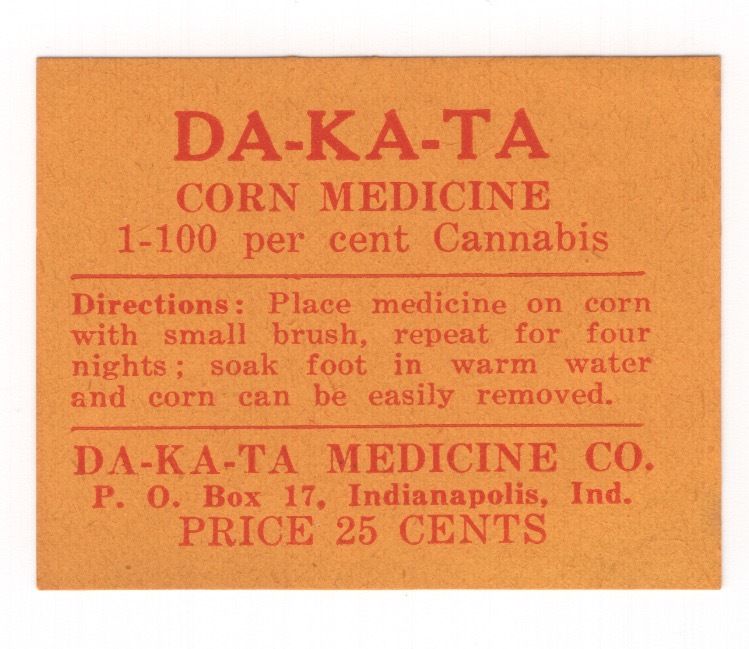 DA-KA-TA
CORN MEDICINE
1-100 per cent Cannabis
Directions: Place medicine on corn
with small brush, repeat for four
nights; soak foot in warm water
and corn can be easily removed.
DA-KA-TA MEDICINE CO.
P. O. Box 17, Indianapolis, Ind.
PRICE 25 CENTS